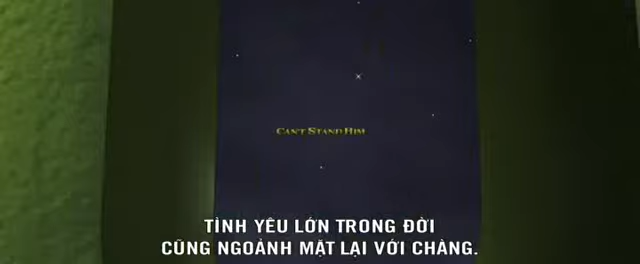 CAN'T STAND HIM
TÌNH YÊU LỚN TRONG ĐỜI
CŨNG NGOẢNH MẶT LẠI VỚI CHÀNG.